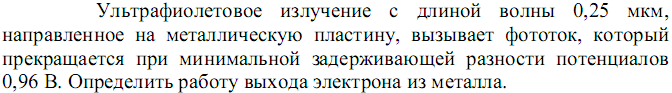 Ультрафиолетовое излучение с длиной волны 0,25 мкм,
направленное на металлическую пластину, вызывает фототок, который
прекращается при минимальной задерживающей разности потенциалов
0,96 В. Определить работу выхода электрона из металла.